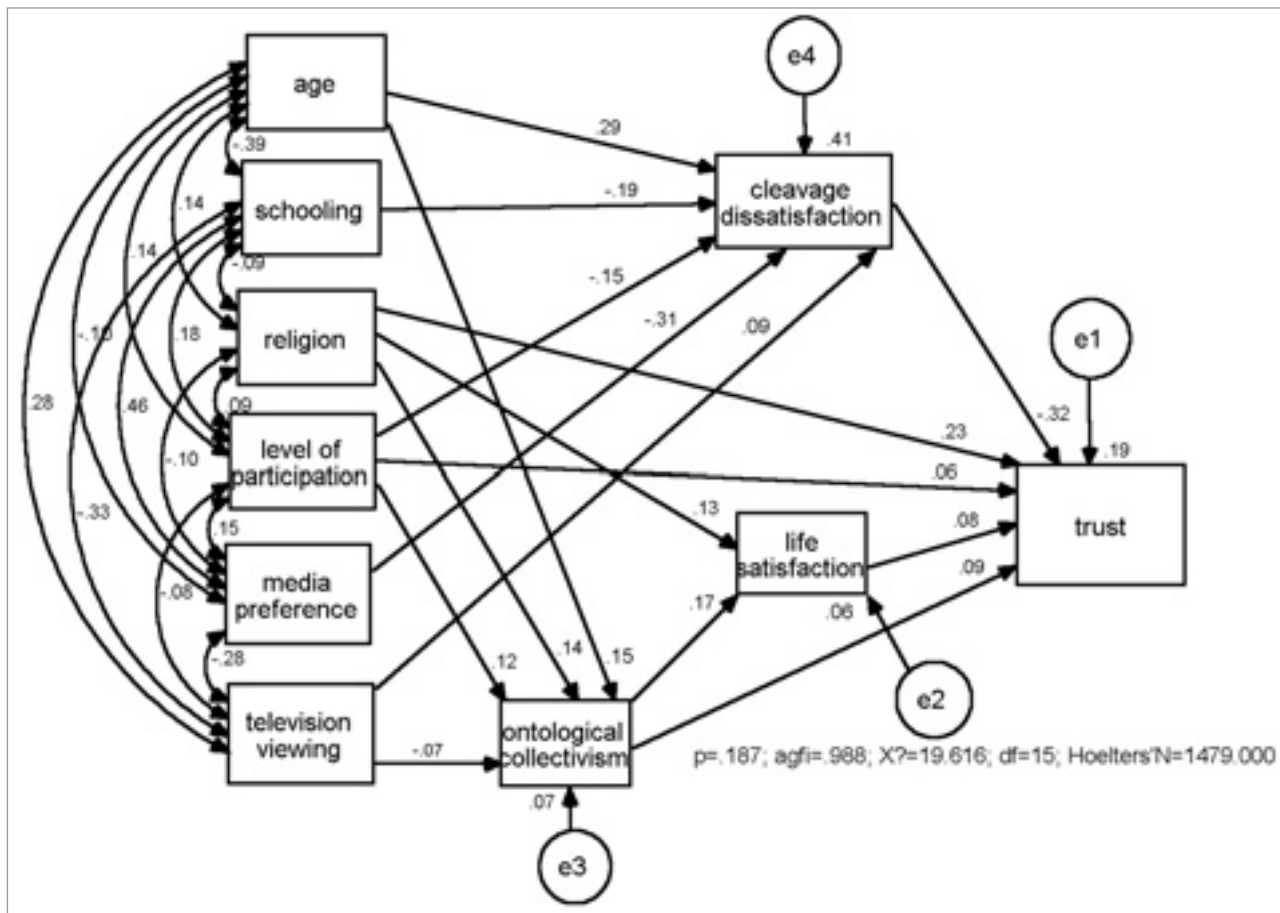 e4
age
.29
.41
-.39
cleavage
dissatisfaction
schooling
-.19
.14
-.09
.14
-.15
-.31
.09
e1
religion
-.10
.18
.28
.46
.09
-.32
.23
.19
level of
participation
-.10
.06
trust
-.33
.15
.13
life
satisfaction
.08
media
preference
-.08
.09
.17
.06
-.28
.12
.14
.15
e2
television
viewing
-.07
ontological
collectivism
p=.187; agfi=.988; X?=19.616; df=15; Hoelters'N=1479.000
.07
e3